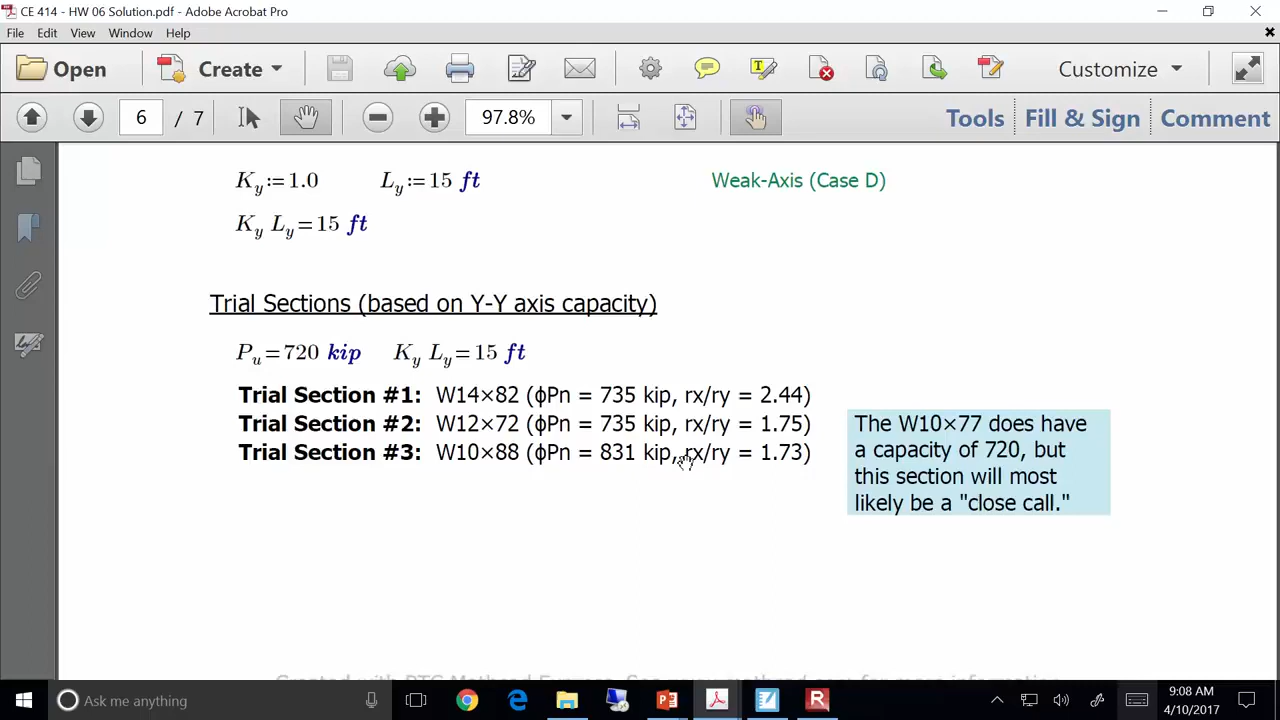 CE 414 - HW 06 Solution.pdf - Adobe Acrobat Pro
File Edit View Window Help
Open Create Customize
6 / 7 97.8% Tools Fill & Sign Comment
Ky := 1.0 Ly := 15 ft Weak-Axis (Case D)
Ky Ly = 15 ft
Trial Sections (based on Y-Y axis capacity)
Pu = 720 kip Ky Ly = 15 ft
Trial Section #1: W14×82 (ϕPn = 735 kip, rx/ry = 2.44)
Trial Section #2: W12×72 (ϕPn = 735 kip, rx/ry = 1.75)
Trial Section #3: W10×88 (ϕPn = 831 kip, rx/ry = 1.73)
The W10×77 does have
a capacity of 720, but
this section will most
likely be a "close call."
Ask me anything
9:08 AM
4/10/2017